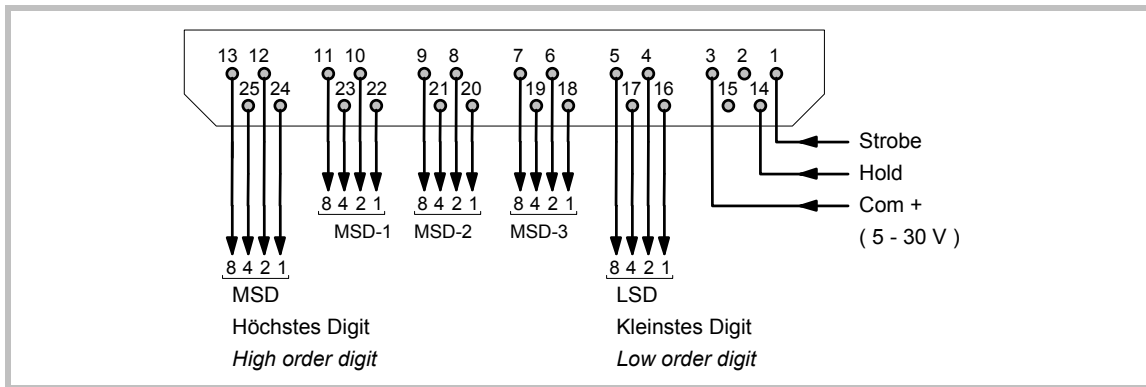 13 12 11 10 9 8 7 6 5 4 3 2 1
25 24 23 22 21 20 19 18 17 16 15 14
Strobe
Hold
Com +
( 5 - 30 V )
8 4 2 1 8 4 2 1 8 4 2 1
MSD-1 MSD-2 MSD-3
8 4 2 1 8 4 2 1
MSD LSD
Höchstes Digit Kleinstes Digit
High order digit Low order digit